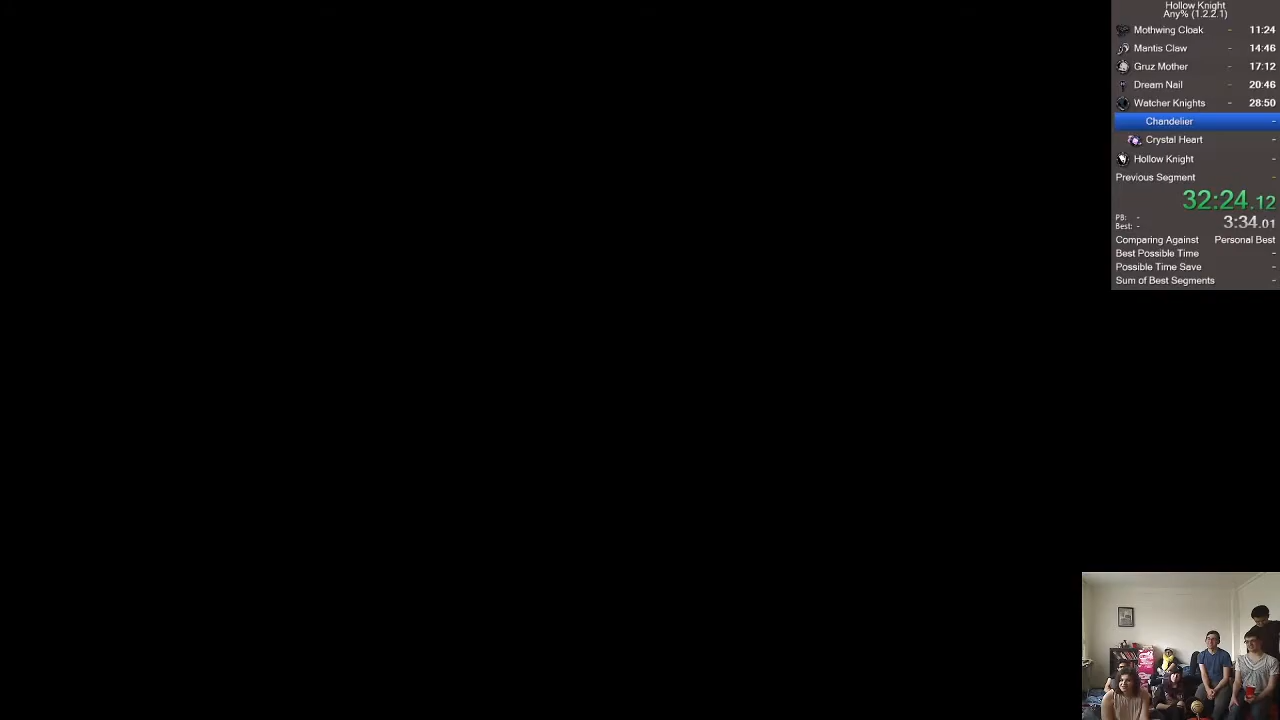 Hollow Knight
Any% (1.2.2.1)
Mothwing Cloak - 11:24
Mantis Claw - 14:46
Gruz Mother - 17:12
Dream Nail - 20:46
Watcher Knights - 28:50
Chandelier -
Crystal Heart -
Hollow Knight -
Previous Segment -
32:24.12
PB: - 3:34.01
Best: -
Comparing Against Personal Best
Best Possible Time -
Possible Time Save -
Sum of Best Segments -